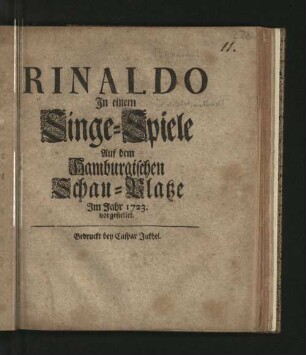 11.
RINALDO
In einem
Singe-Spiele
Auf dem
Hamburgischen
Schau-Platze
Im Jahr 1723.
vorgestellet.
Gedruckt bey Caspar Jakhel.